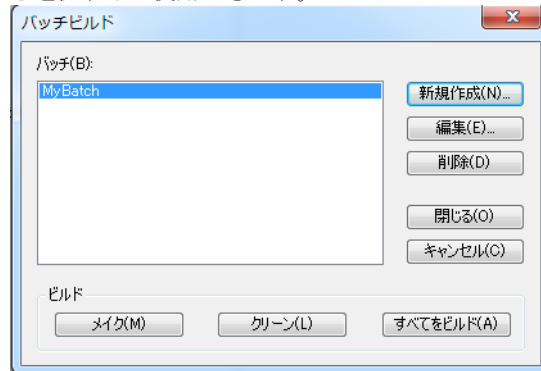 バッチビルド
バッチ(B):
MyBatch
新規作成(N)...
編集(E)...
削除(D)
閉じる(O)
キャンセル(C)
ビルド
メイク(M)
クリーン(L)
すべてをビルド(A)